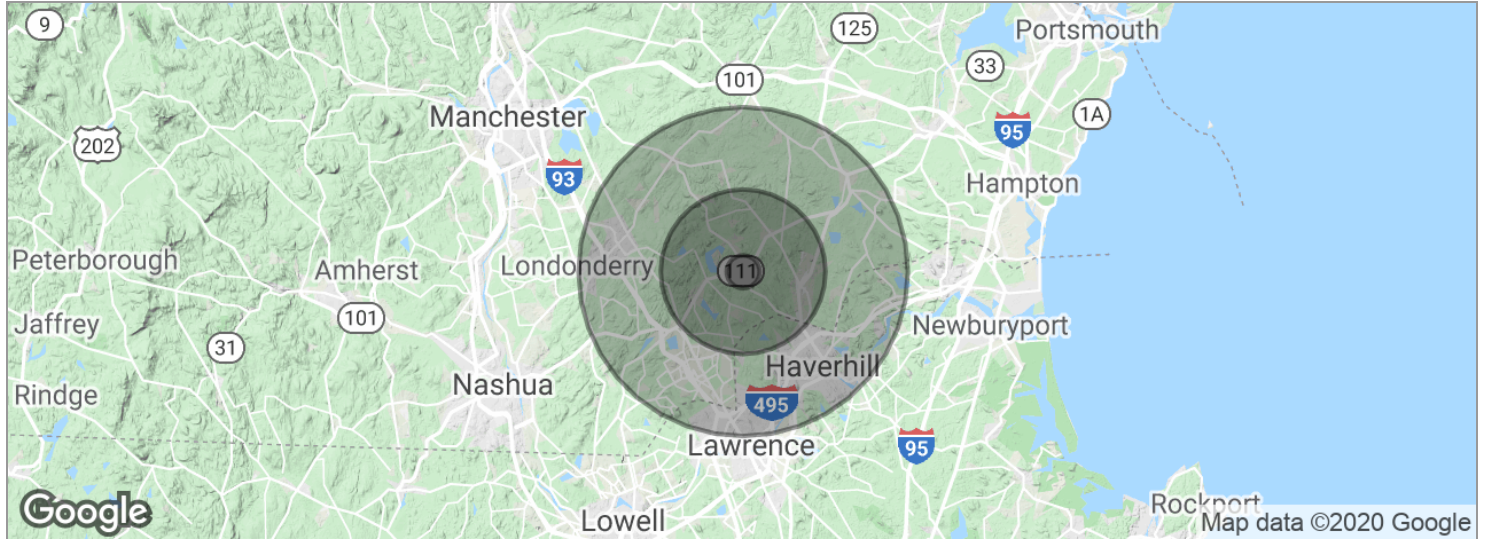 9
125
Portsmouth
33
101
Manchester
1A
95
202
93
Hampton
Peterborough
Amherst
Londonderry
111
101
Jaffrey
Newburyport
31
Haverhill
Nashua
Rindge
495
Lawrence
95
Rockport
Google
Lowell
Map data ©2020 Google